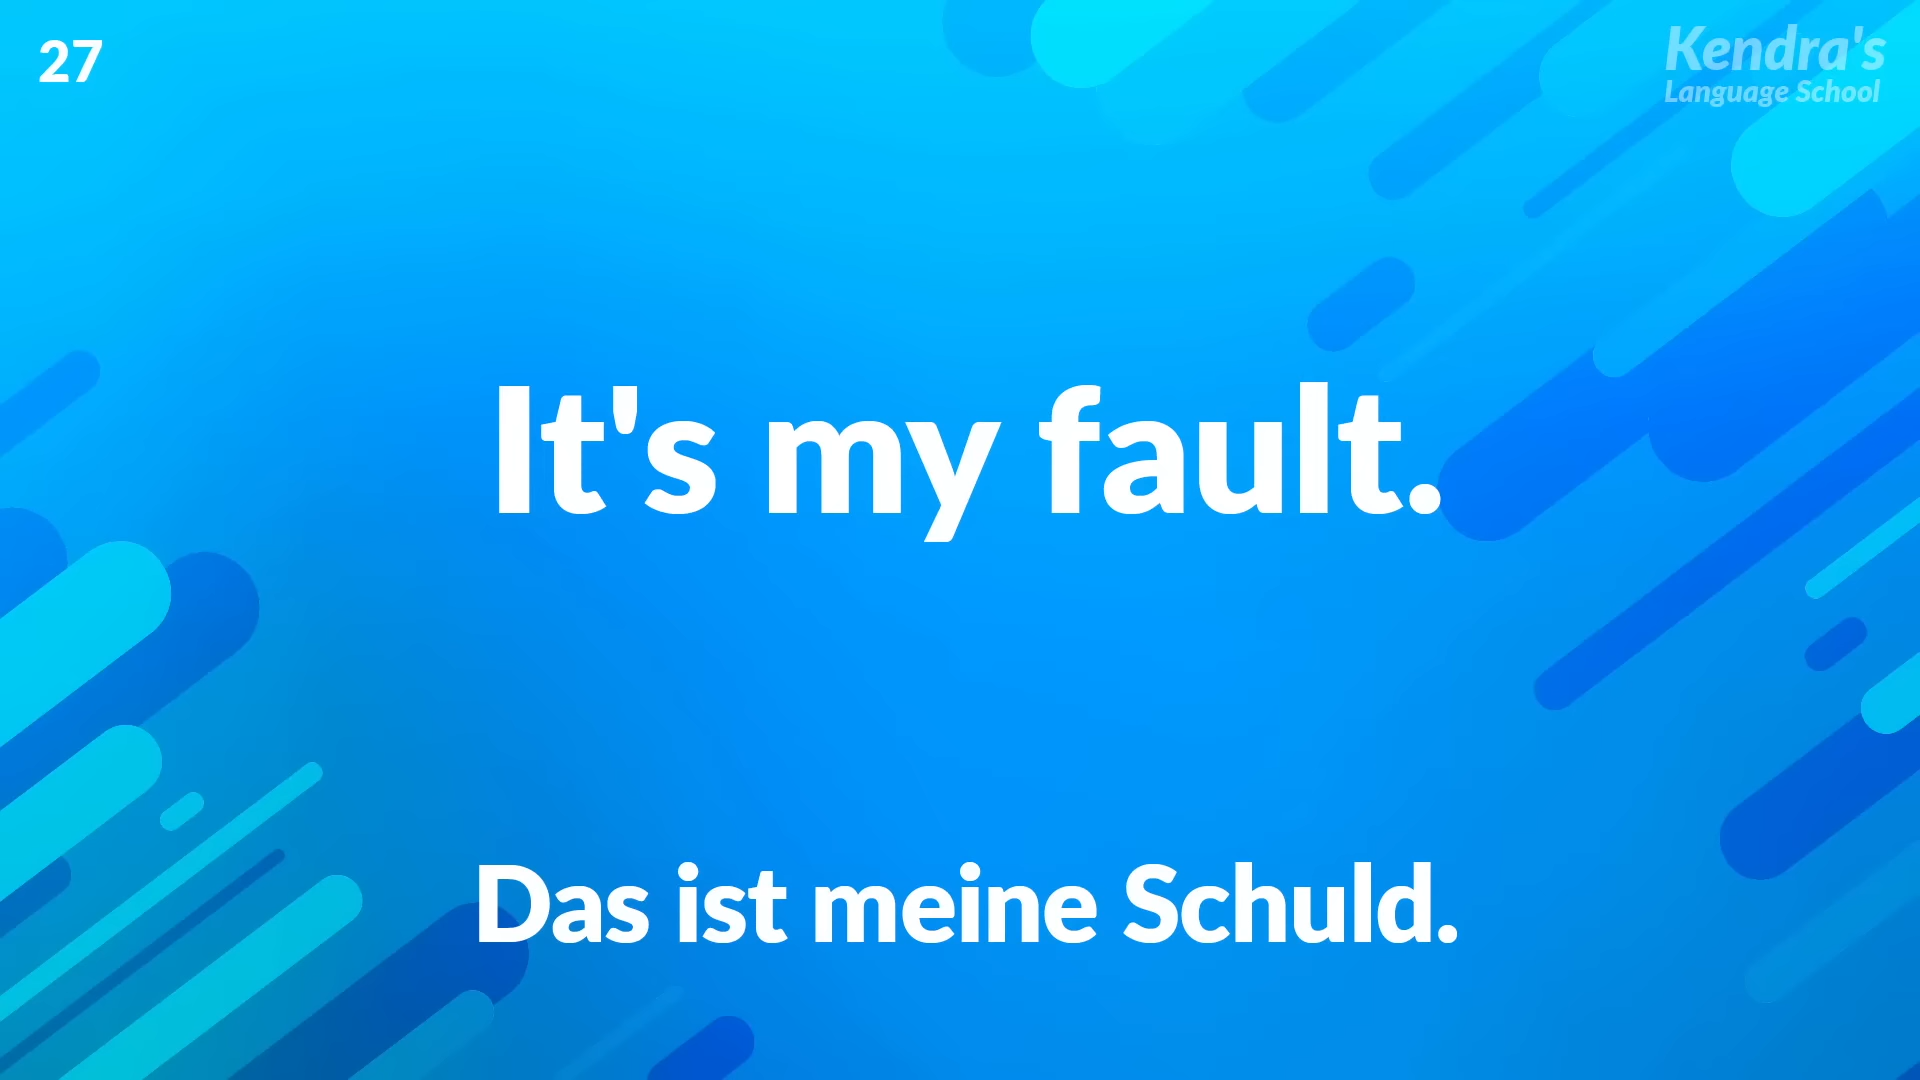 27
Kendra's
Language School
It's my fault.
Das ist meine Schuld.